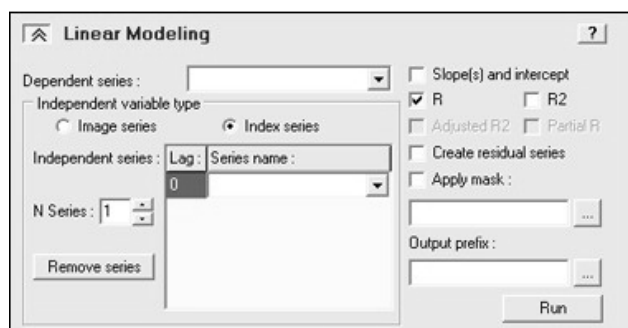 Linear Modeling
?
Dependent series :
Independent variable type
Image series Index series
Independent series : Lag : Series name :
0
N Series : 1
Remove series
Slope(s) and intercept
R R2
Adjusted R2 Partial R
Create residual series
Apply mask :
...
Output prefix :
...
Run